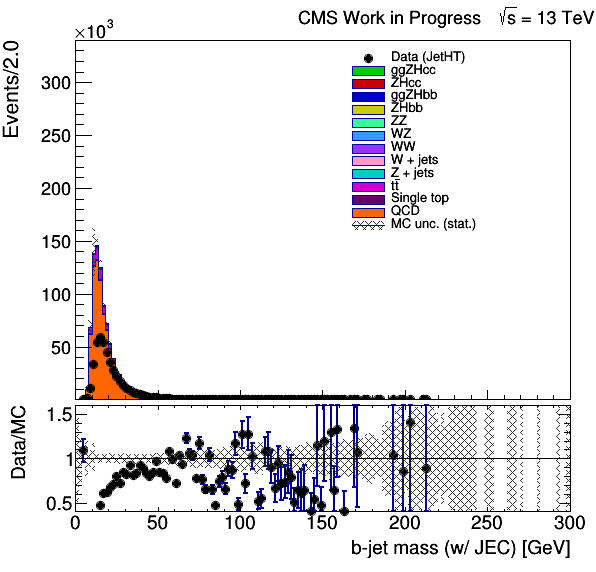 CMS Work in Progress √s = 13 TeV
×10³
Events/2.0
350
300
250
200
150
100
50
Data (JetHT)
ggZHcc
ZHcc
ggZHbb
ZHbb
ZZ
WZ
WW
W + jets
Z + jets
tt̄
Single top
QCD
MC unc. (stat.)
Data/MC
1.5
1
0.5
0 50 100 150 200 250 300
b-jet mass (w/ JEC) [GeV]